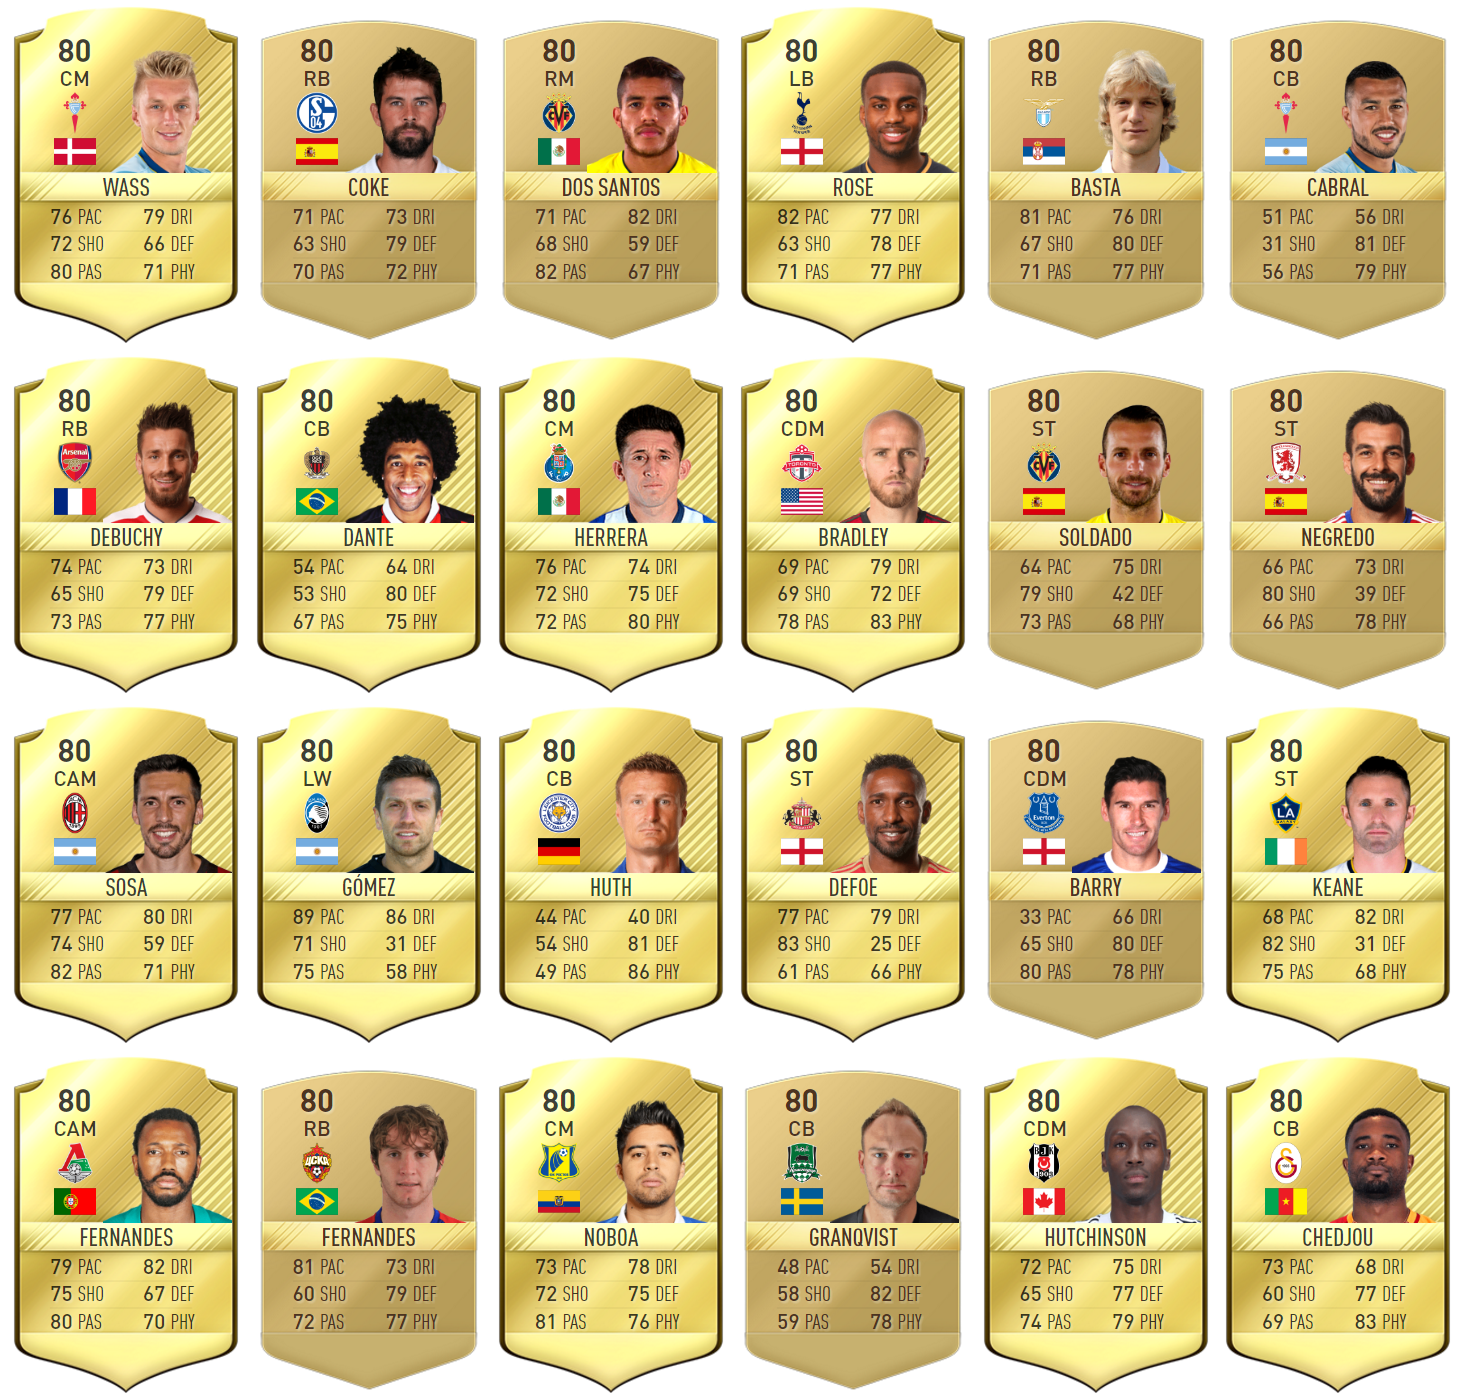 80 CM
WASS
76 PAC 79 DRI
72 SHO 66 DEF
80 PAS 71 PHY
80 RB
S 04
COKE
71 PAC 73 DRI
63 SHO 79 DEF
70 PAS 72 PHY
80 RM
CVF
DOS SANTOS
71 PAC 82 DRI
68 SHO 59 DEF
82 PAS 67 PHY
80 LB
ROSE
82 PAC 77 DRI
63 SHO 78 DEF
71 PAS 77 PHY
80 RB
BASTA
81 PAC 76 DRI
67 SHO 80 DEF
71 PAS 77 PHY
80 CB
CABRAL
51 PAC 56 DRI
31 SHO 81 DEF
56 PAS 79 PHY
80 RB
Arsenal
DEBUCHY
74 PAC 73 DRI
65 SHO 79 DEF
73 PAS 77 PHY
80 CB
DANTE
54 PAC 64 DRI
53 SHO 80 DEF
67 PAS 75 PHY
80 CM
HERRERA
76 PAC 74 DRI
72 SHO 75 DEF
72 PAS 80 PHY
80 CDM
TORONTO
BRADLEY
69 PAC 79 DRI
69 SHO 72 DEF
78 PAS 83 PHY
80 ST
CVF
SOLDADO
64 PAC 75 DRI
79 SHO 42 DEF
73 PAS 68 PHY
80 ST
NEGREDO
66 PAC 73 DRI
80 SHO 39 DEF
66 PAS 78 PHY
80 CAM
SOSA
77 PAC 80 DRI
74 SHO 59 DEF
82 PAS 71 PHY
80 LW
1907
GÓMEZ
89 PAC 86 DRI
71 SHO 31 DEF
75 PAS 58 PHY
80 CB
HUTH
44 PAC 40 DRI
54 SHO 81 DEF
49 PAS 86 PHY
80 ST
DEFOE
77 PAC 79 DRI
83 SHO 25 DEF
61 PAS 66 PHY
80 CDM
Everton
BARRY
33 PAC 66 DRI
65 SHO 80 DEF
80 PAS 78 PHY
80 ST
LA
KEANE
68 PAC 82 DRI
82 SHO 31 DEF
75 PAS 68 PHY
80 CAM
FERNANDES
79 PAC 82 DRI
75 SHO 67 DEF
80 PAS 70 PHY
80 RB
ЦСКА
FERNANDES
81 PAC 73 DRI
60 SHO 79 DEF
72 PAS 77 PHY
80 CM
NOBOA
73 PAC 78 DRI
72 SHO 75 DEF
81 PAS 76 PHY
80 CB
GRANQVIST
48 PAC 54 DRI
58 SHO 82 DEF
59 PAS 78 PHY
80 CDM
BJK
1903
HUTCHINSON
72 PAC 75 DRI
65 SHO 77 DEF
74 PAS 79 PHY
80 CB
CHEDJOU
73 PAC 68 DRI
60 SHO 77 DEF
69 PAS 83 PHY